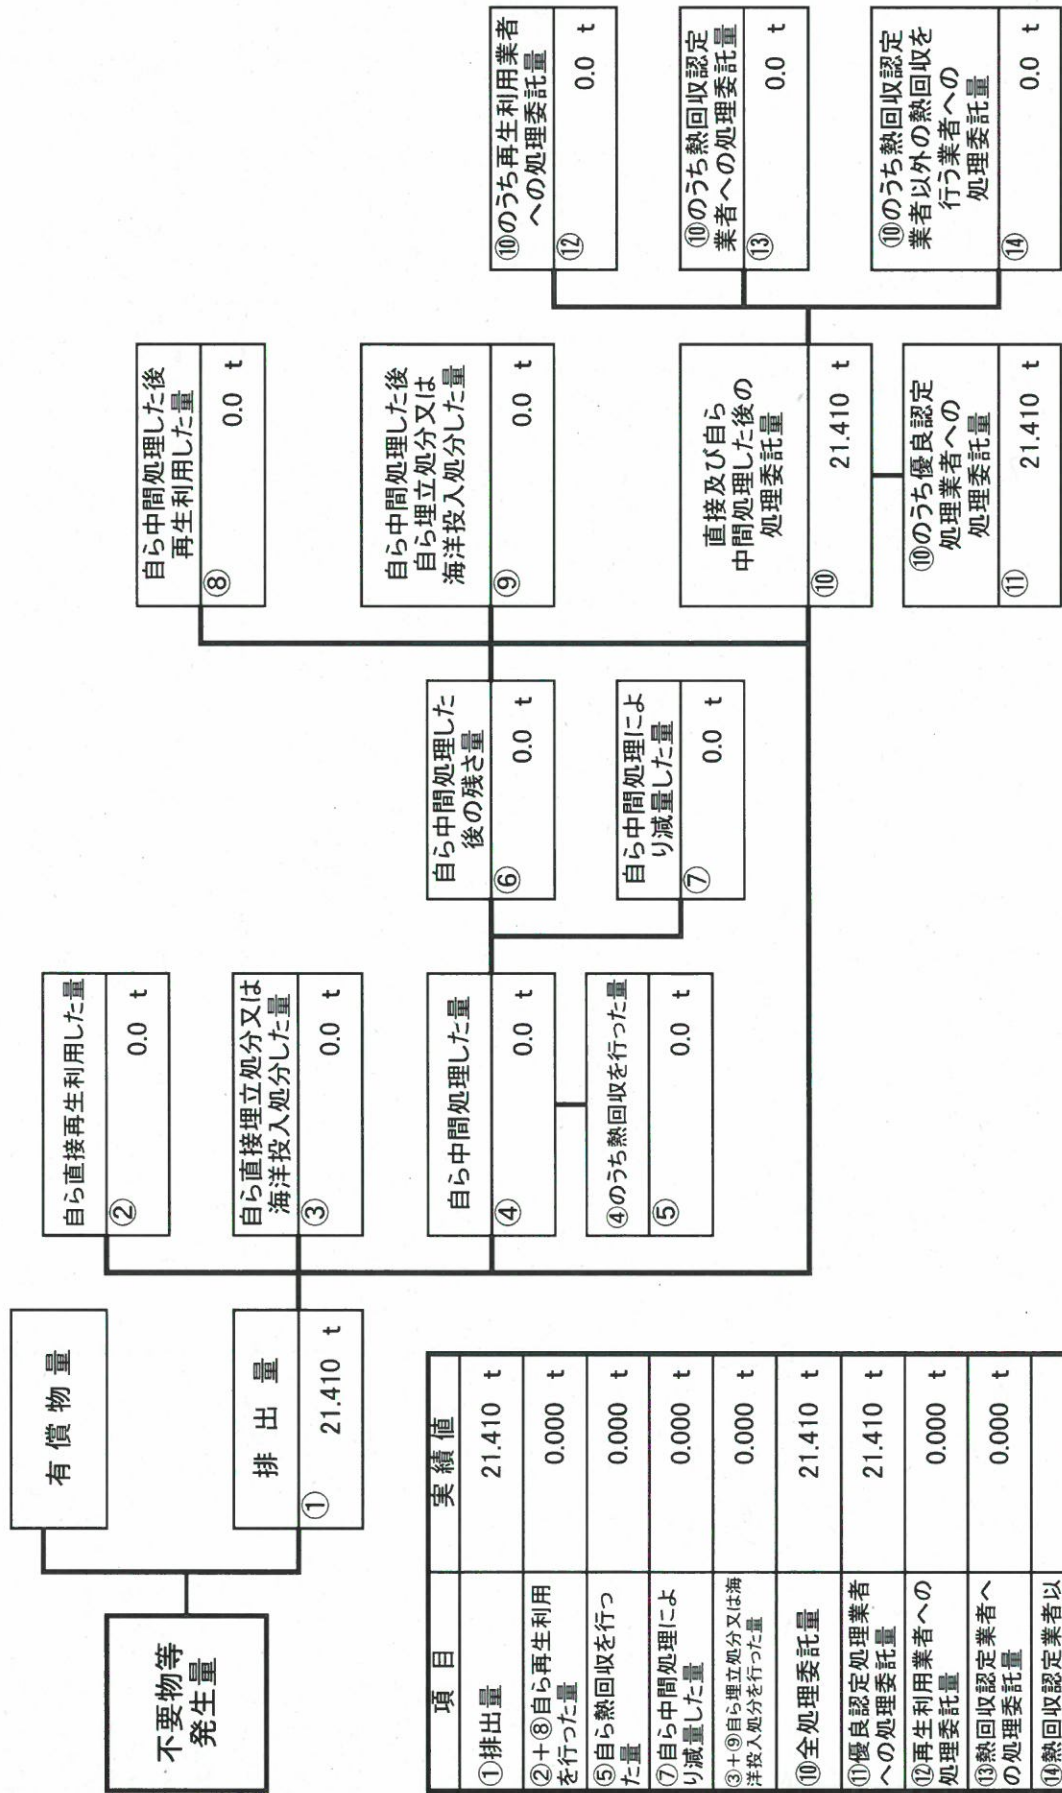 不要物等
発生量
有償物量
排出量
① 21.410 t
自ら直接再生利用した量
② 0.0 t
自ら直接埋立処分又は
海洋投入処分した量
③ 0.0 t
自ら中間処理した量
④ 0.0 t
④のうち熱回収を行った量
⑤ 0.0 t
自ら中間処理した
後の残さ量
⑥ 0.0 t
自ら中間処理によ
り減量した量
⑦ 0.0 t
自ら中間処理した後
再生利用した量
⑧ 0.0 t
自ら中間処理した後
自ら埋立処分又は
海洋投入処分した量
⑨ 0.0 t
直接及び自ら
中間処理した後の
処理委託量
⑩ 21.410 t
⑩のうち優良認定
処理業者への
処理委託量
⑪ 21.410 t
⑩のうち再生利用業者
への処理委託量
⑫ 0.0 t
⑩のうち熱回収認定
業者への処理委託量
⑬ 0.0 t
⑩のうち熱回収認定
業者以外の熱回収を
行う業者への
処理委託量
⑭ 0.0 t
項目 実績値
①排出量 21.410 t
②+⑧自ら再生利用
を行った量 0.000 t
⑤自ら熱回収を行っ
た量 0.000 t
⑦自ら中間処理によ
り減量した量 0.000 t
③+⑨自ら埋立処分又は海
洋投入処分を行った量 0.000 t
⑩全処理委託量 21.410 t
⑪優良認定処理業者
への処理委託量 21.410 t
⑫再生利用業者への
処理委託量 0.000 t
⑬熱回収認定業者へ
の処理委託量 0.000 t
⑭熱回収認定業者以